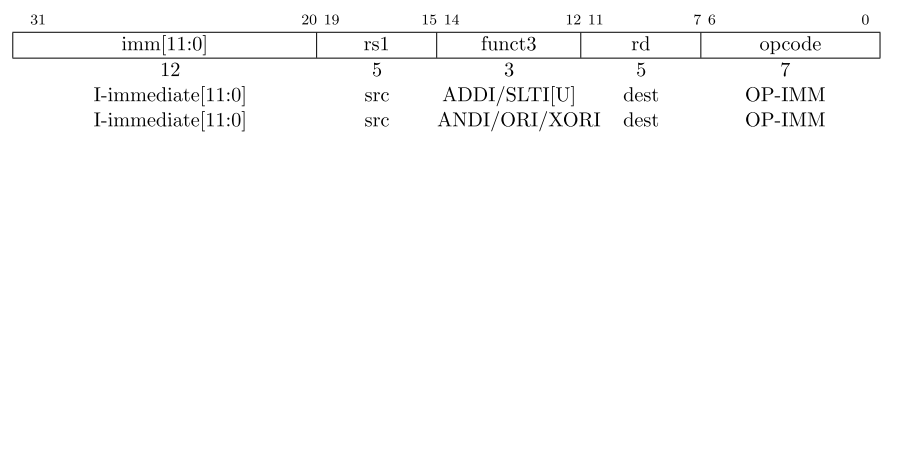 31 20 19 15 14 12 11 7 6 0
imm[11:0] rs1 funct3 rd opcode
12 5 3 5 7
I-immediate[11:0] src ADDI/SLTI[U] dest OP-IMM
I-immediate[11:0] src ANDI/ORI/XORI dest OP-IMM